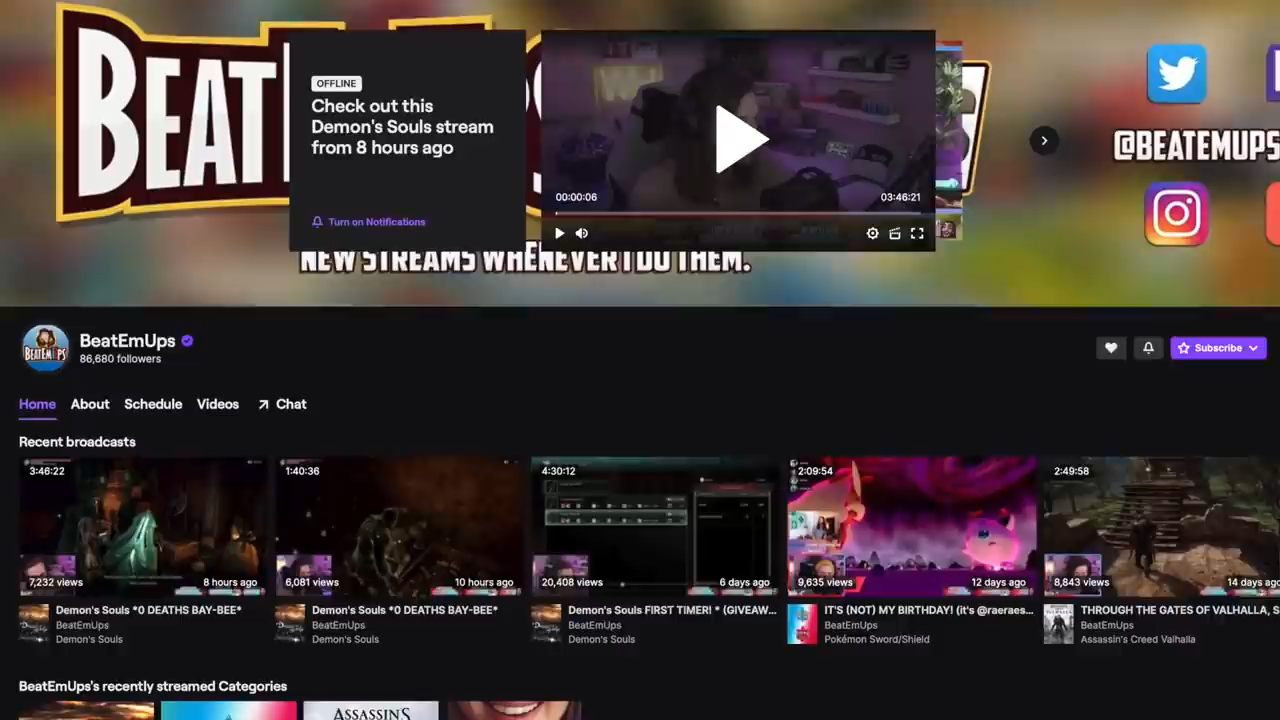 BEAT
OFFLINE
Check out this
Demon's Souls stream
from 8 hours ago
Turn on Notifications
00:00:06
03:46:21
@BEATEMUPS
NEW STREAMS WHENEVER I DO THEM.
BEATEMUPS
BeatEmUps
86,680 followers
Subscribe
Home
About
Schedule
Videos
Chat
Recent broadcasts
3:46:22
1:40:36
4:30:12
2:09:54
2:49:58
7,232 views
8 hours ago
6,081 views
10 hours ago
20,408 views
6 days ago
9,635 views
12 days ago
8,843 views
14 days ago
Demon's Souls *0 DEATHS BAY-BEE*
BeatEmUps
Demon's Souls
Demon's Souls *0 DEATHS BAY-BEE*
BeatEmUps
Demon's Souls
Demon's Souls FIRST TIMER! * (GIVEAW...
BeatEmUps
Demon's Souls
IT'S (NOT) MY BIRTHDAY! (it's @raeraes...
BeatEmUps
Pokémon Sword/Shield
THROUGH THE GATES OF VALHALLA, S
BeatEmUps
Assassin's Creed Valhalla
BeatEmUps's recently streamed Categories
ASSASSIN'S